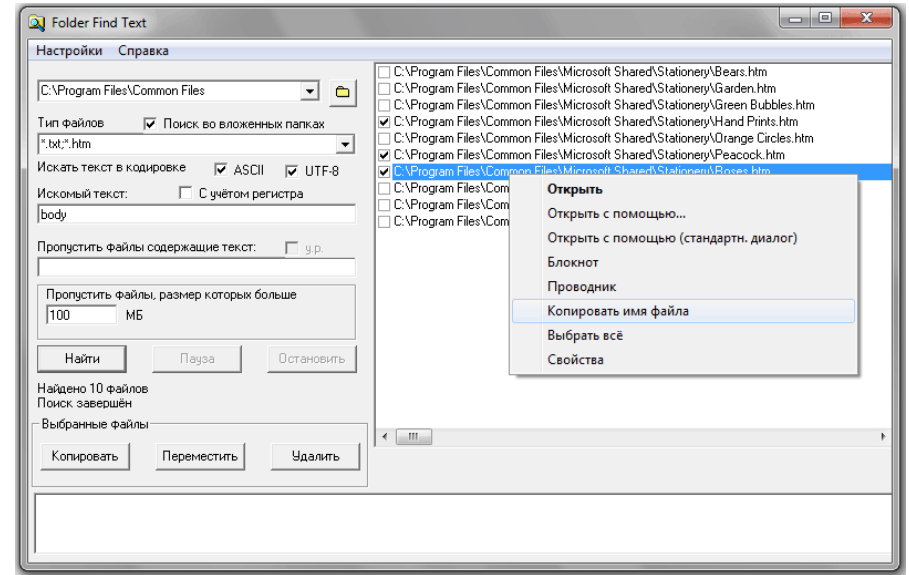 Folder Find Text
Настройки Справка
C:\Program Files\Common Files
Тип файлов Поиск во вложенных папках
*.txt;*.htm
Искать текст в кодировке ASCII UTF-8
Искомый текст: С учётом регистра
body
Пропустить файлы содержащие текст: у.р.
Пропустить файлы, размер которых больше
100 МБ
Найти Пауза Остановить
Найдено 10 файлов
Поиск завершён
Выбранные файлы
Копировать Переместить Удалить
C:\Program Files\Common Files\Microsoft Shared\Stationery\Bears.htm
C:\Program Files\Common Files\Microsoft Shared\Stationery\Garden.htm
C:\Program Files\Common Files\Microsoft Shared\Stationery\Green Bubbles.htm
C:\Program Files\Common Files\Microsoft Shared\Stationery\Hand Prints.htm
C:\Program Files\Common Files\Microsoft Shared\Stationery\Orange Circles.htm
C:\Program Files\Common Files\Microsoft Shared\Stationery\Peacock.htm
C:\Program Files\Common Files\Microsoft Shared\Stationery\Roses.htm
C:\Program Files\Com
C:\Program Files\Com
C:\Program Files\Com
Открыть
Открыть с помощью...
Открыть с помощью (стандартн. диалог)
Блокнот
Проводник
Копировать имя файла
Выбрать всё
Свойства